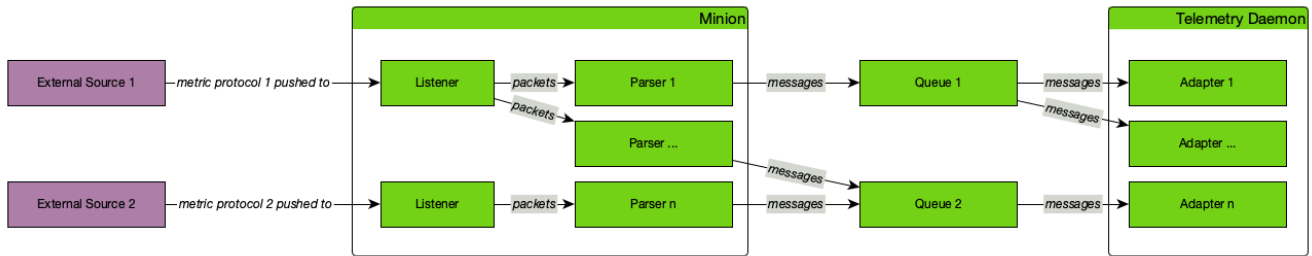 Minion
Telemetry Daemon
External Source 1
metric protocol 1 pushed to
Listener
packets
Parser 1
messages
Queue 1
messages
Adapter 1
packets
messages
Parser ...
Adapter ...
messages
External Source 2
metric protocol 2 pushed to
Listener
packets
Parser n
messages
Queue 2
messages
Adapter n